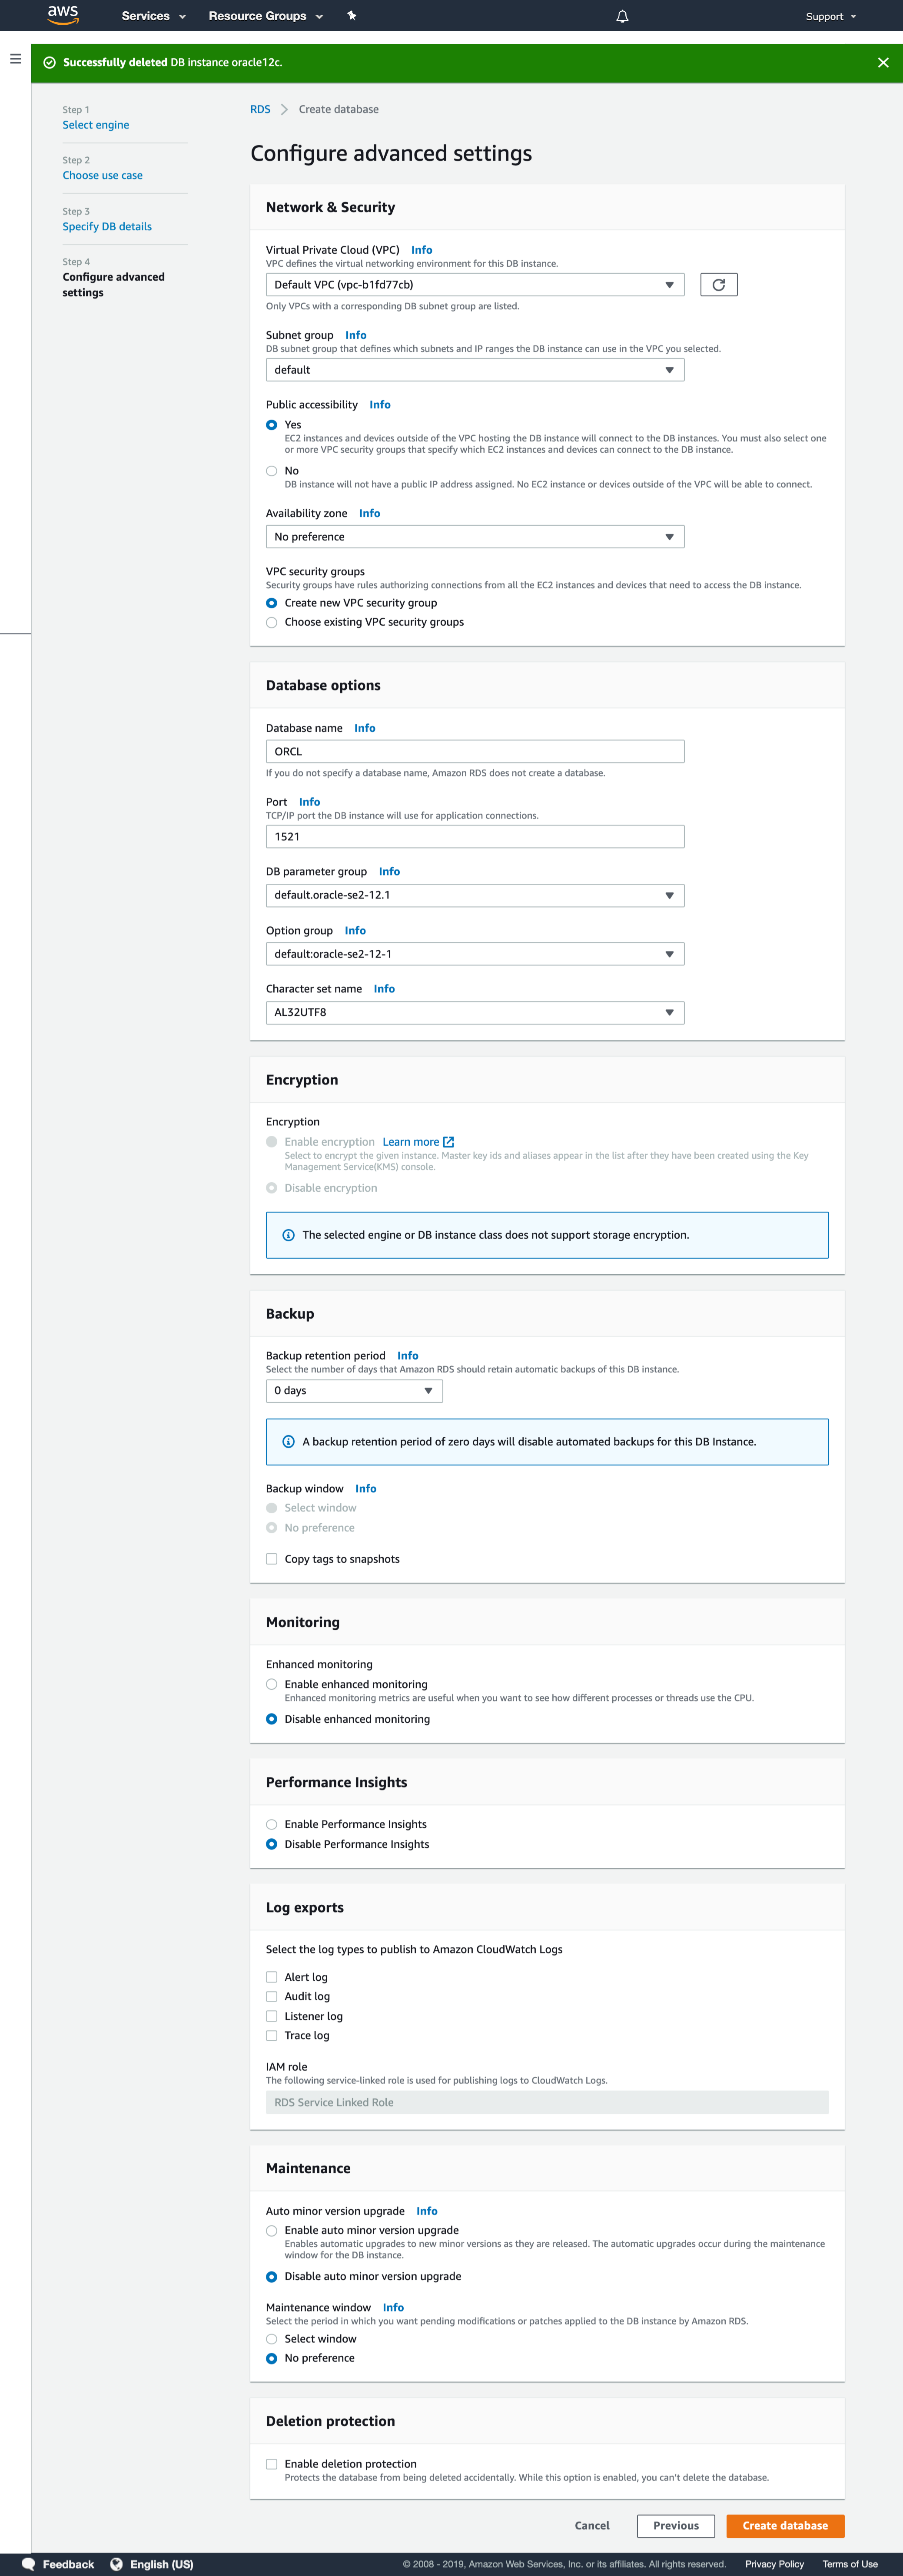 aws
Services
Resource Groups
Support
Successfully deleted DB instance oracle12c.
Step 1
Select engine
Step 2
Choose use case
Step 3
Specify DB details
Step 4
Configure advanced
settings
RDS > Create database
Configure advanced settings
Network & Security
Virtual Private Cloud (VPC) Info
VPC defines the virtual networking environment for this DB instance.
Default VPC (vpc-b1fd77cb)
Only VPCs with a corresponding DB subnet group are listed.
Subnet group Info
DB subnet group that defines which subnets and IP ranges the DB instance can use in the VPC you selected.
default
Public accessibility Info
Yes
EC2 instances and devices outside of the VPC hosting the DB instance will connect to the DB instances. You must also select one
or more VPC security groups that specify which EC2 instances and devices can connect to the DB instance.
No
DB instance will not have a public IP address assigned. No EC2 instance or devices outside of the VPC will be able to connect.
Availability zone Info
No preference
VPC security groups
Security groups have rules authorizing connections from all the EC2 instances and devices that need to access the DB instance.
Create new VPC security group
Choose existing VPC security groups
Database options
Database name Info
ORCL
If you do not specify a database name, Amazon RDS does not create a database.
Port Info
TCP/IP port the DB instance will use for application connections.
1521
DB parameter group Info
default.oracle-se2-12.1
Option group Info
default:oracle-se2-12-1
Character set name Info
AL32UTF8
Encryption
Encryption
Enable encryption Learn more
Select to encrypt the given instance. Master key ids and aliases appear in the list after they have been created using the Key
Management Service(KMS) console.
Disable encryption
The selected engine or DB instance class does not support storage encryption.
Backup
Backup retention period Info
Select the number of days that Amazon RDS should retain automatic backups of this DB instance.
0 days
A backup retention period of zero days will disable automated backups for this DB Instance.
Backup window Info
Select window
No preference
Copy tags to snapshots
Monitoring
Enhanced monitoring
Enable enhanced monitoring
Enhanced monitoring metrics are useful when you want to see how different processes or threads use the CPU.
Disable enhanced monitoring
Performance Insights
Enable Performance Insights
Disable Performance Insights
Log exports
Select the log types to publish to Amazon CloudWatch Logs
Alert log
Audit log
Listener log
Trace log
IAM role
The following service-linked role is used for publishing logs to CloudWatch Logs.
RDS Service Linked Role
Maintenance
Auto minor version upgrade Info
Enable auto minor version upgrade
Enables automatic upgrades to new minor versions as they are released. The automatic upgrades occur during the maintenance
window for the DB instance.
Disable auto minor version upgrade
Maintenance window Info
Select the period in which you want pending modifications or patches applied to the DB instance by Amazon RDS.
Select window
No preference
Deletion protection
Enable deletion protection
Protects the database from being deleted accidentally. While this option is enabled, you can't delete the database.
Cancel Previous Create database
Feedback English (US) © 2008 - 2019, Amazon Web Services, Inc. or its affiliates. All rights reserved. Privacy Policy Terms of Use